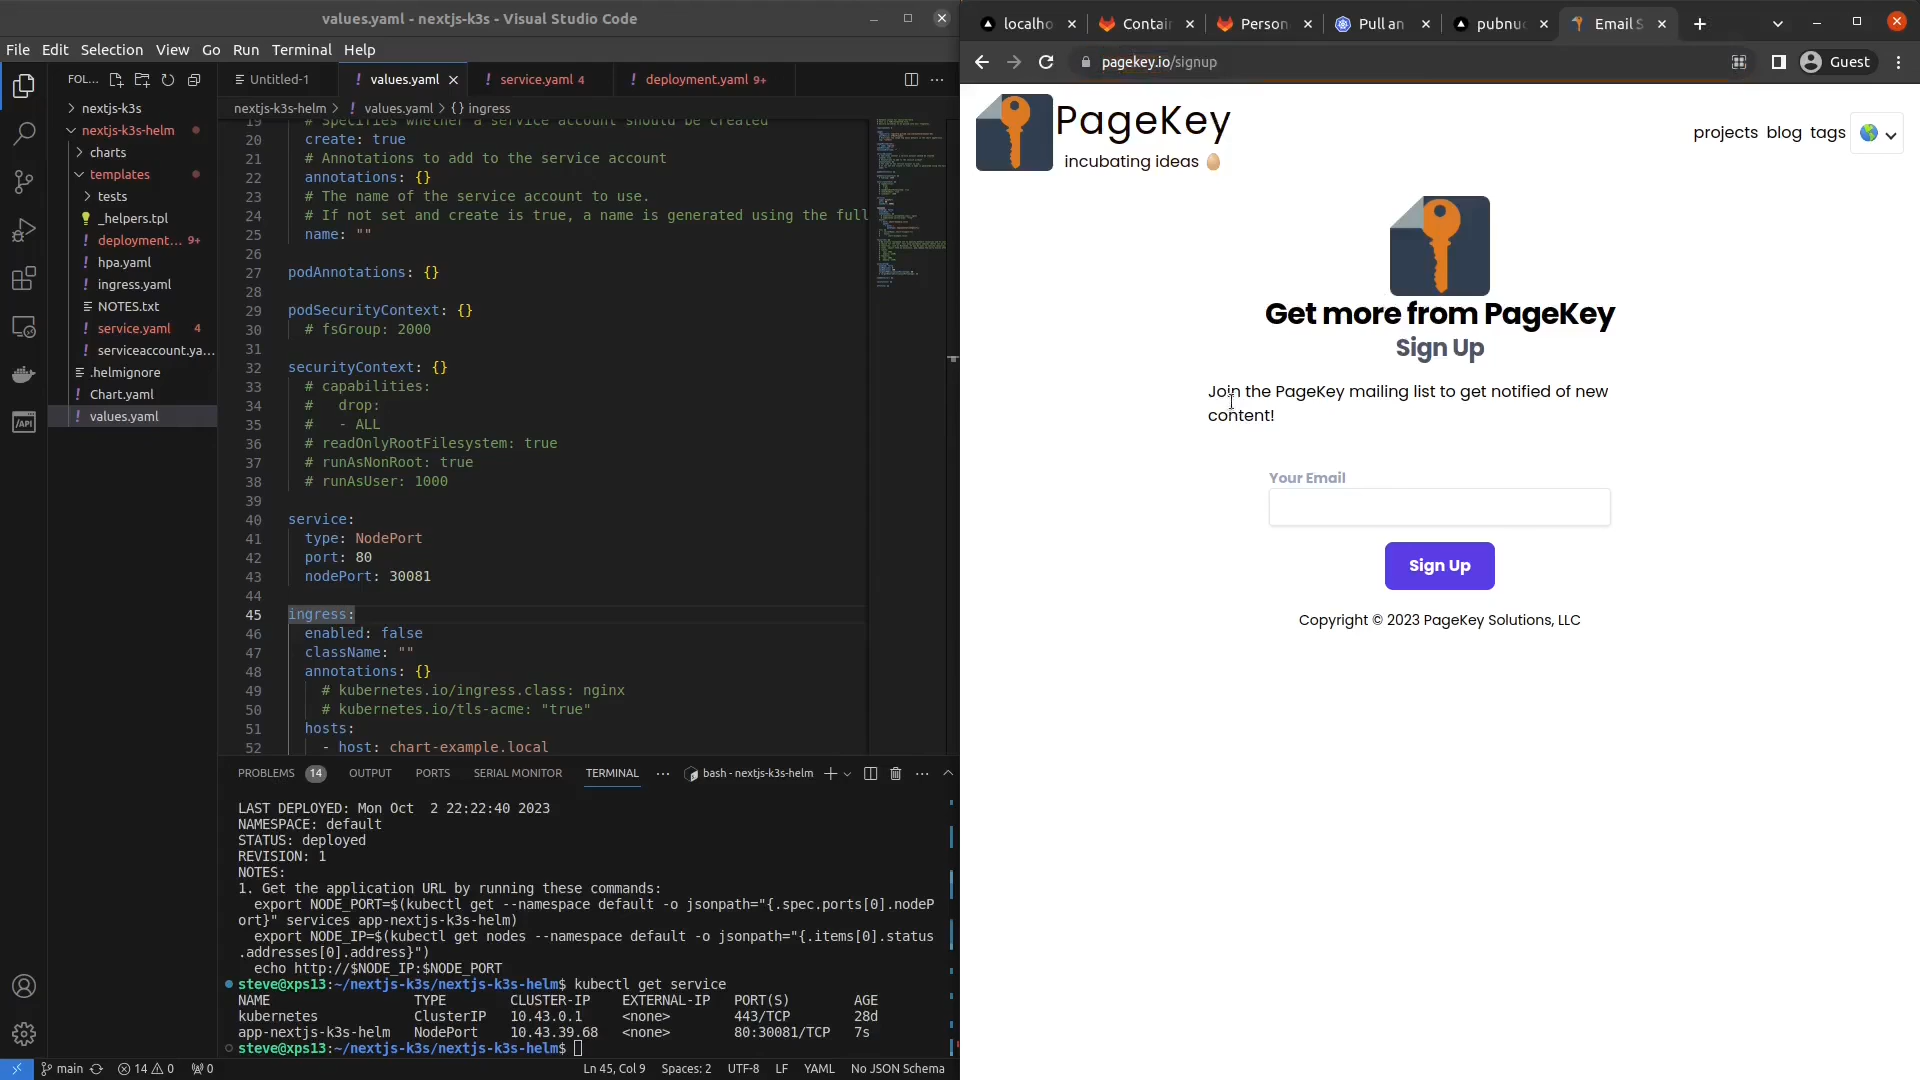 values.yaml - nextjs-k3s - Visual Studio Code
File Edit Selection View Go Run Terminal Help
FOL...
nextjs-k3s
nextjs-k3s-helm
charts
templates
tests
_helpers.tpl
deployment... 9+
hpa.yaml
ingress.yaml
NOTES.txt
service.yaml 4
serviceaccount.ya...
.helmignore
Chart.yaml
values.yaml
Untitled-1
values.yaml
service.yaml 4
deployment.yaml 9+
nextjs-k3s-helm > values.yaml > {} ingress
19 # Specifies whether a service account should be created
20 create: true
21 # Annotations to add to the service account
22 annotations: {}
23 # The name of the service account to use.
24 # If not set and create is true, a name is generated using the full
25 name: ""
26
27 podAnnotations: {}
28
29 podSecurityContext: {}
30 # fsGroup: 2000
31
32 securityContext: {}
33 # capabilities:
34 #   drop:
35 #   - ALL
36 # readOnlyRootFilesystem: true
37 # runAsNonRoot: true
38 # runAsUser: 1000
39
40 service:
41 type: NodePort
42 port: 80
43 nodePort: 30081
44
45 ingress:
46 enabled: false
47 className: ""
48 annotations: {}
49 # kubernetes.io/ingress.class: nginx
50 # kubernetes.io/tls-acme: "true"
51 hosts:
52 - host: chart-example.local
PROBLEMS 14 OUTPUT PORTS SERIAL MONITOR TERMINAL ... bash - nextjs-k3s-helm
LAST DEPLOYED: Mon Oct  2 22:22:40 2023
NAMESPACE: default
STATUS: deployed
REVISION: 1
NOTES:
1. Get the application URL by running these commands:
export NODE_PORT=$(kubectl get --namespace default -o jsonpath="{.spec.ports[0].nodeP
ort}" services app-nextjs-k3s-helm)
export NODE_IP=$(kubectl get nodes --namespace default -o jsonpath="{.items[0].status
.addresses[0].address}")
echo http://$NODE_IP:$NODE_PORT
steve@xps13:~/nextjs-k3s/nextjs-k3s-helm$ kubectl get service
NAME TYPE CLUSTER-IP EXTERNAL-IP PORT(S) AGE
kubernetes ClusterIP 10.43.0.1 <none> 443/TCP 28d
app-nextjs-k3s-helm NodePort 10.43.39.68 <none> 80:30081/TCP 7s
steve@xps13:~/nextjs-k3s/nextjs-k3s-helm$
main 14 0 0 Ln 45, Col 9 Spaces: 2 UTF-8 LF YAML No JSON Schema
localho Contai Person Pull an pubnu Email S
pagekey.io/signup
Guest
PageKey
incubating ideas
projects blog tags
Get more from PageKey
Sign Up
Join the PageKey mailing list to get notified of new
content!
Your Email
Sign Up
Copyright © 2023 PageKey Solutions, LLC